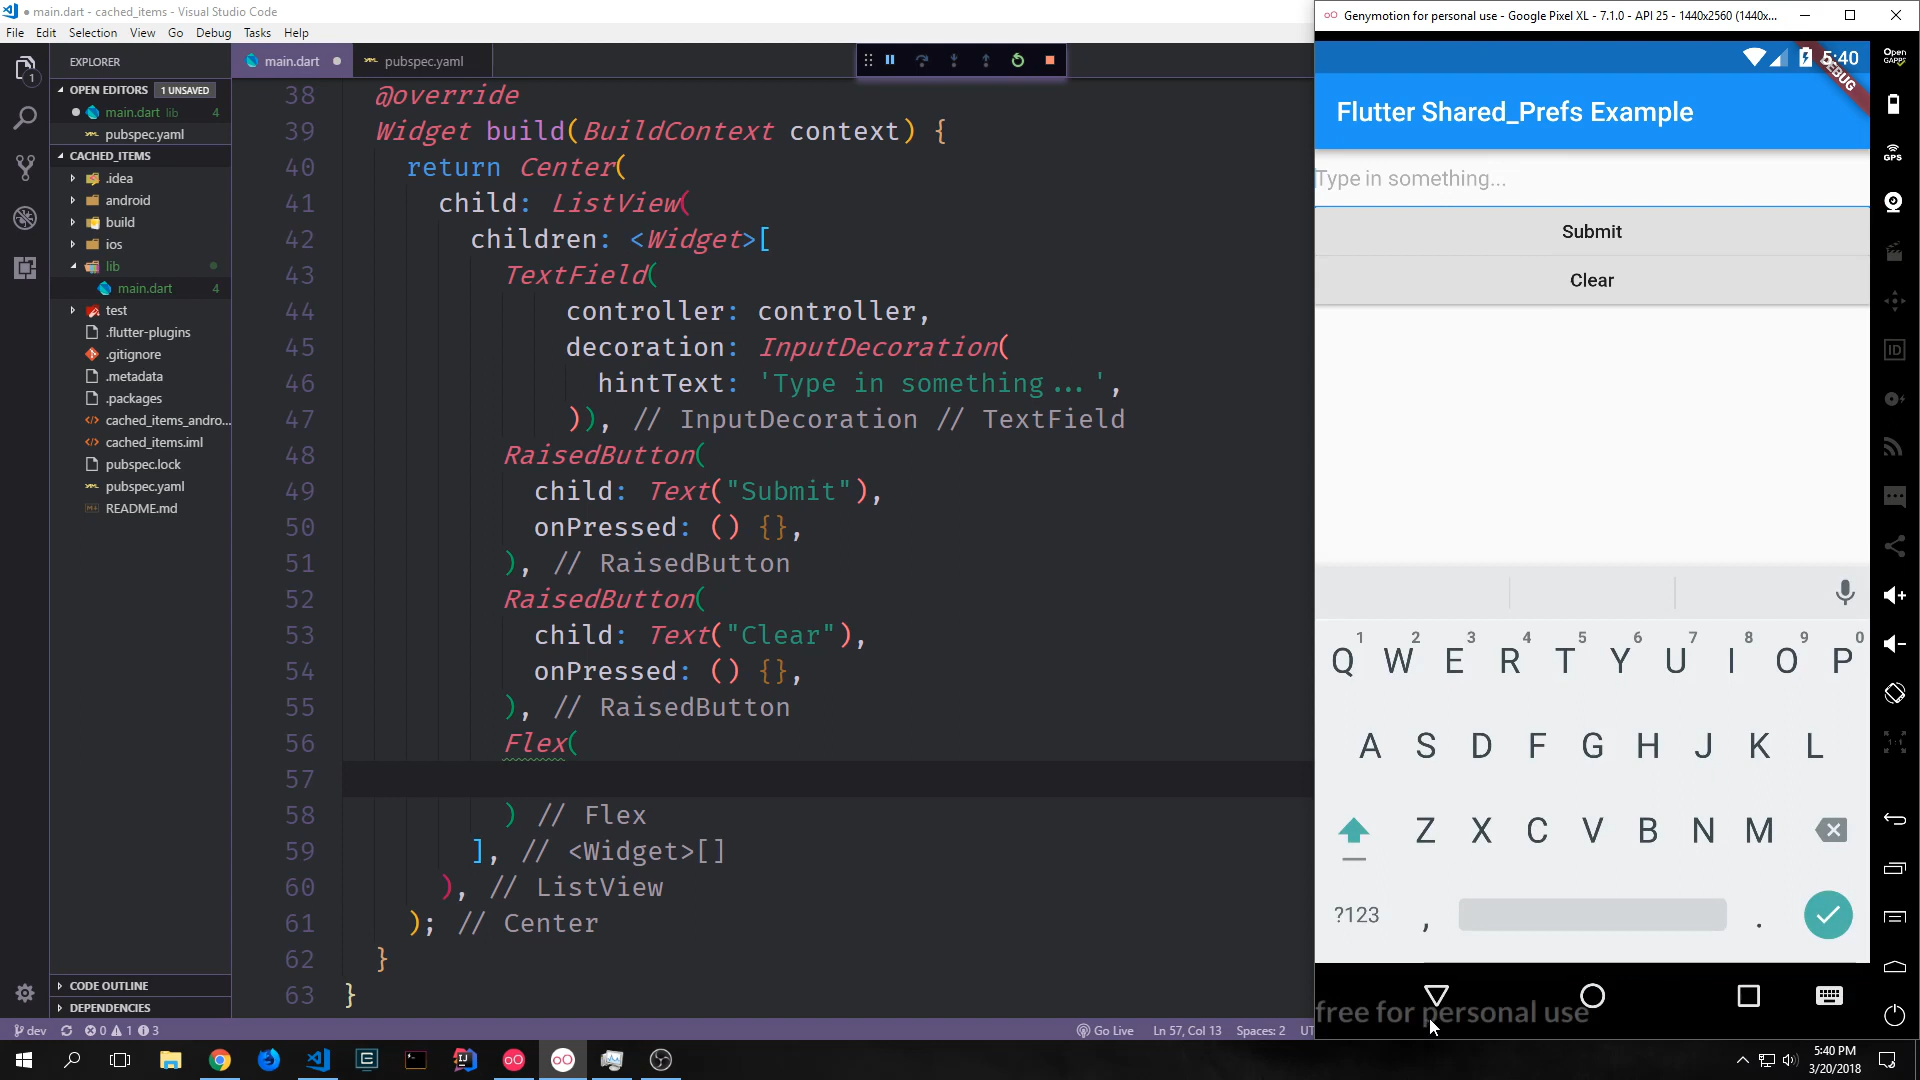 main.dart - cached_items - Visual Studio Code
File Edit Selection View Go Debug Tasks Help
EXPLORER
OPEN EDITORS 1 UNSAVED
main.dart lib 4
pubspec.yaml
CACHED_ITEMS
.idea
android
build
ios
lib
main.dart 4
test
.flutter-plugins
.gitignore
.metadata
.packages
cached_items_andro...
cached_items.iml
pubspec.lock
pubspec.yaml
README.md
CODE OUTLINE
DEPENDENCIES
1
main.dart pubspec.yaml
38 @override
39 Widget build(BuildContext context) {
40 return Center(
41 child: ListView(
42 children: <Widget>[
43 TextField(
44 controller: controller,
45 decoration: InputDecoration(
46 hintText: 'Type in something...',
47 )), // InputDecoration // TextField
48 RaisedButton(
49 child: Text("Submit"),
50 onPressed: () {},
51 ), // RaisedButton
52 RaisedButton(
53 child: Text("Clear"),
54 onPressed: () {},
55 ), // RaisedButton
56 Flex(
57
58 ) // Flex
59 ], // <Widget>[]
60 ), // ListView
61 ); // Center
62 }
63 }
dev 0 1 3 Go Live Ln 57, Col 13 Spaces: 2 UT
Genymotion for personal use - Google Pixel XL - 7.1.0 - API 25 - 1440x2560 (1440x...
5:40
DEBUG
Flutter Shared_Prefs Example
Type in something...
Submit
Clear
1 2 3 4 5 6 7 8 9 0
Q W E R T Y U I O P
A S D F G H J K L
Z X C V B N M
?123 , .
free for personal use
Open
GAPPS
GPS
ID
1:1
5:40 PM
3/20/2018